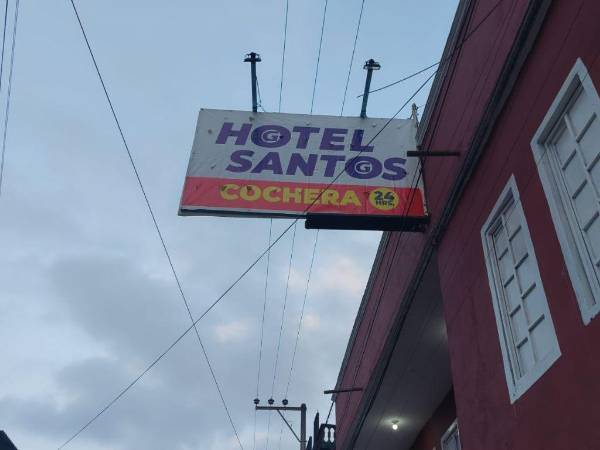 HOTEL
SANTOS
COCHERA 24
HRS.